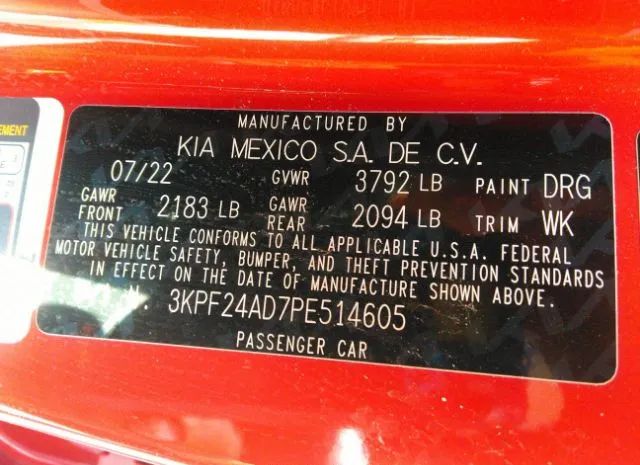 EMENT
MANUFACTURED BY
KIA MEXICO S.A. DE C.V.
07/22 GVWR 3792 LB PAINT DRG
GAWR FRONT 2183 LB GAWR REAR 2094 LB TRIM WK
THIS VEHICLE CONFORMS TO ALL APPLICABLE U.S.A. FEDERAL
MOTOR VEHICLE SAFETY, BUMPER, AND THEFT PREVENTION STANDARDS
IN EFFECT ON THE DATE OF MANUFACTURE SHOWN ABOVE.
N. 3KPF24AD7PE514605
PASSENGER CAR